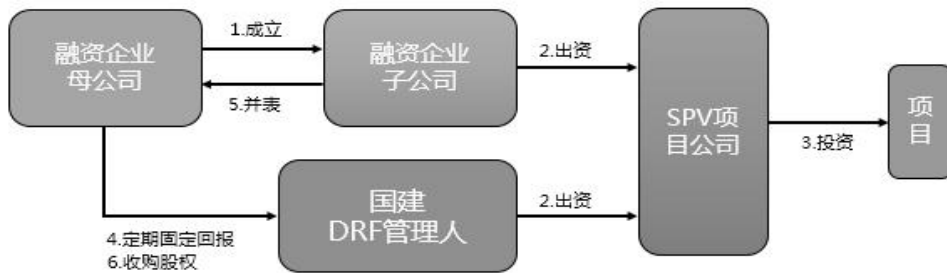 融资企业
母公司
1.成立
5.并表
融资企业
子公司
2.出资
SPV项
目公司
3.投资
项
目
4.定期固定回报
6.收购股权
国建
DRF管理人
2.出资